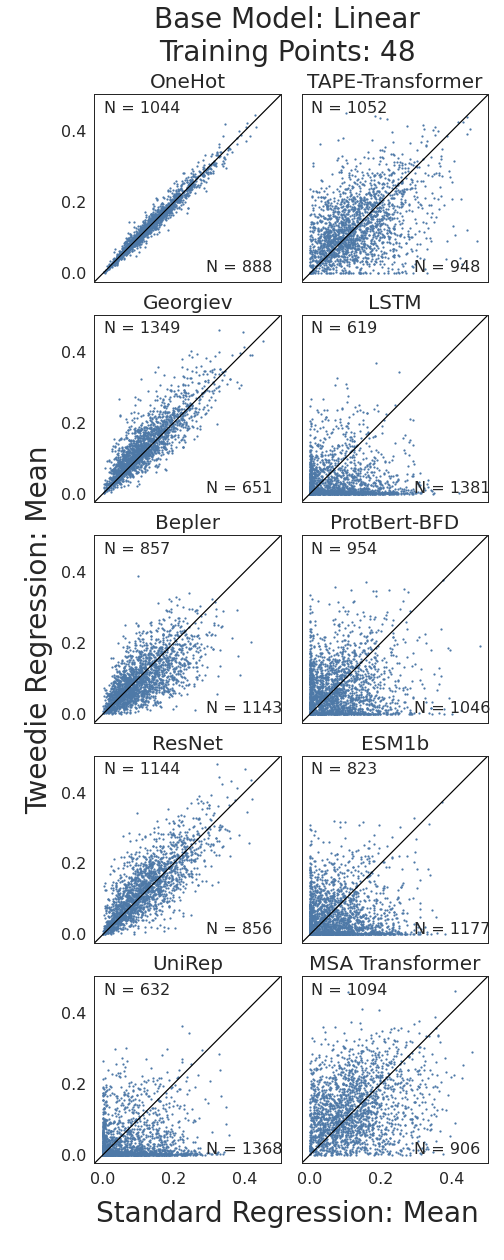 Base Model: Linear
Training Points: 48
OneHot
TAPE-Transformer
N = 1044
N = 1052
0.4
0.2
0.0
N = 888
N = 948
Georgiev
LSTM
N = 1349
N = 619
0.4
0.2
0.0
N = 651
N = 1381
Bepler
ProtBert-BFD
N = 857
N = 954
0.4
0.2
0.0
N = 1143
N = 1046
ResNet
ESM1b
N = 1144
N = 823
0.4
0.2
0.0
N = 856
N = 1177
UniRep
MSA Transformer
N = 632
N = 1094
0.4
0.2
0.0
N = 1368
N = 906
0.0 0.2 0.4
0.0 0.2 0.4
Tweedie Regression: Mean
Standard Regression: Mean